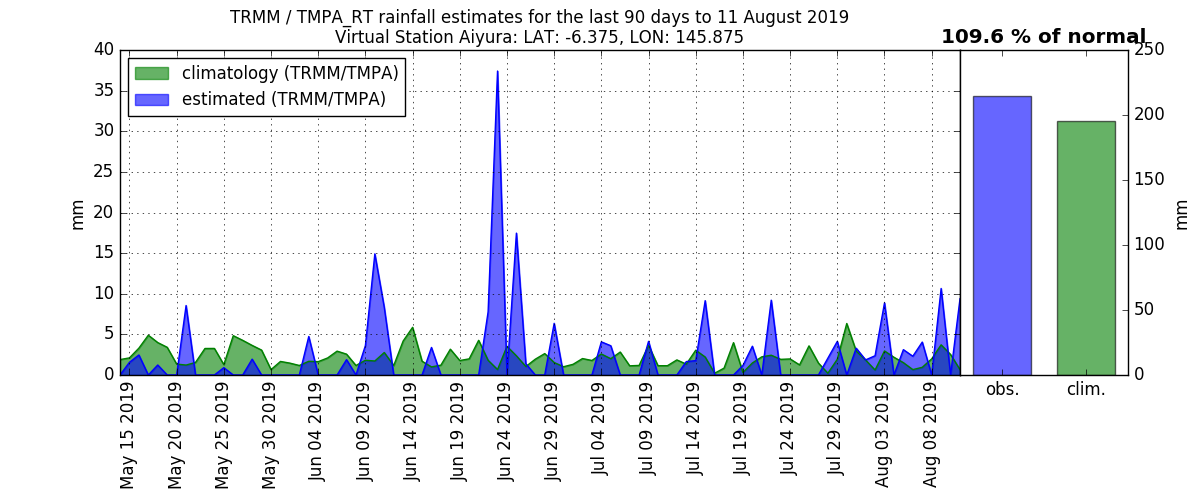 TRMM / TMPA_RT rainfall estimates for the last 90 days to 11 August 2019
Virtual Station Aiyura: LAT: -6.375, LON: 145.875
109.6 % of normal
climatology (TRMM/TMPA)
estimated (TRMM/TMPA)
mm
40
35
30
25
20
15
10
5
0
May 15 2019
May 20 2019
May 25 2019
May 30 2019
Jun 04 2019
Jun 09 2019
Jun 14 2019
Jun 19 2019
Jun 24 2019
Jun 29 2019
Jul 04 2019
Jul 09 2019
Jul 14 2019
Jul 19 2019
Jul 24 2019
Jul 29 2019
Aug 03 2019
Aug 08 2019
obs.
clim.
250
200
150
100
50
0
mm